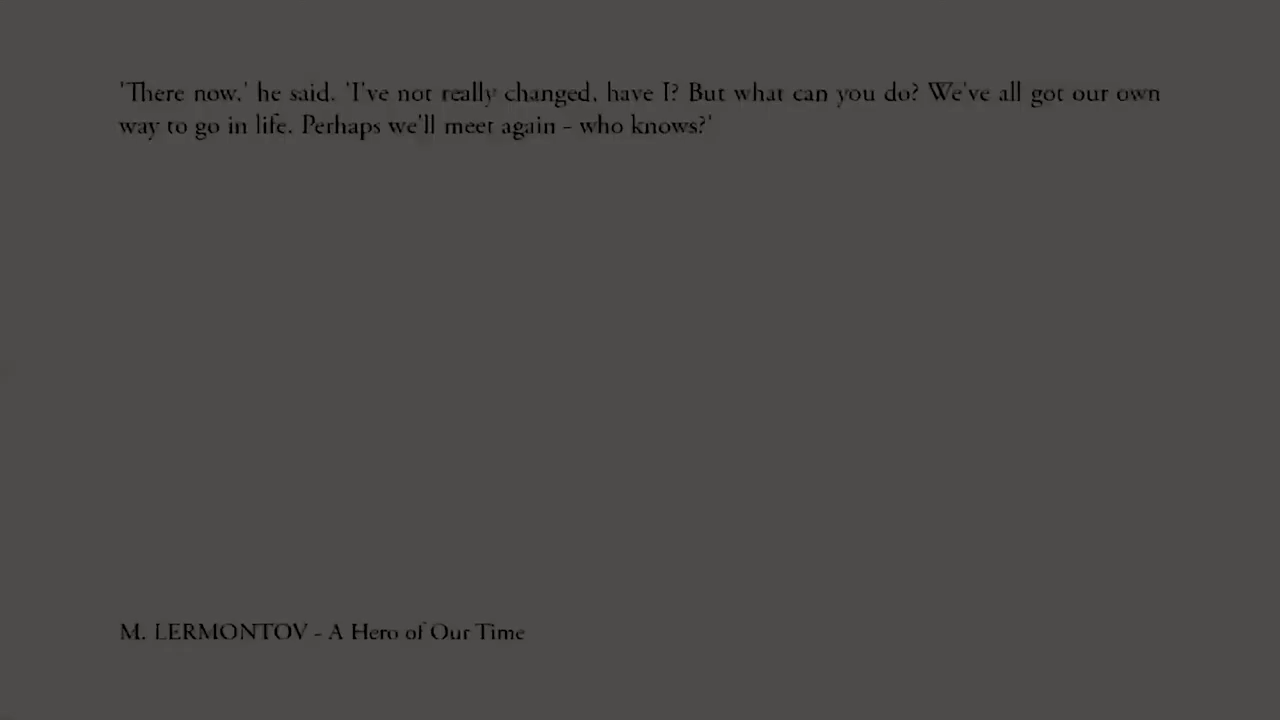 'There now,' he said. 'I've not really changed, have I? But what can you do? We've all got our own
way to go in life. Perhaps we'll meet again - who knows?'
M. LERMONTOV - A Hero of Our Time